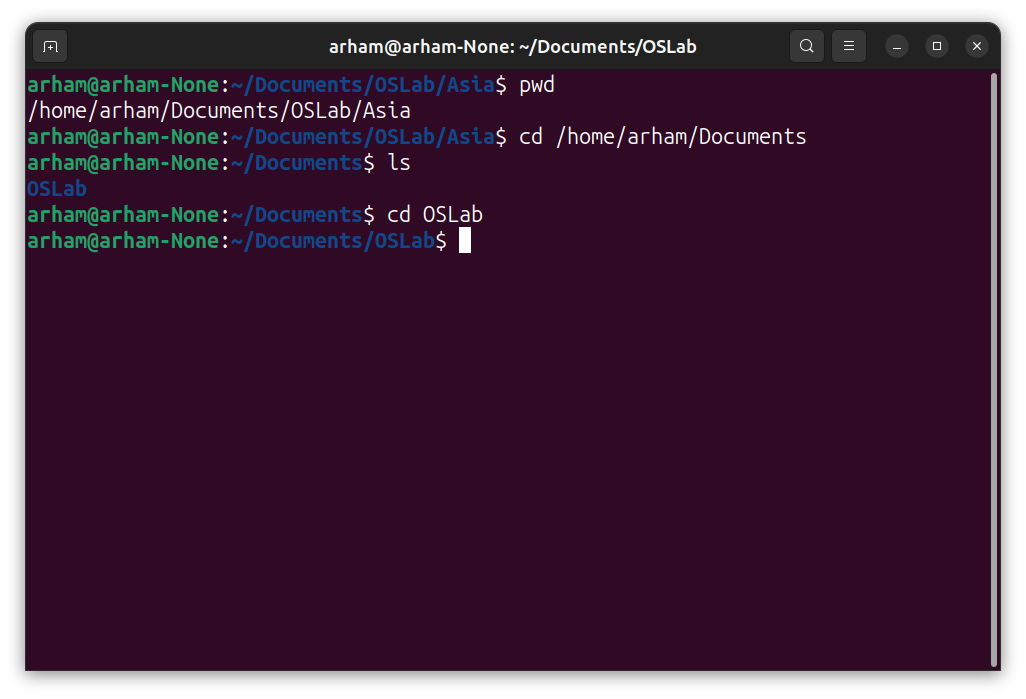 arham@arham-None: ~/Documents/OSLab
arham@arham-None:~/Documents/OSLab/Asia$ pwd
/home/arham/Documents/OSLab/Asia
arham@arham-None:~/Documents/OSLab/Asia$ cd /home/arham/Documents
arham@arham-None:~/Documents$ ls
OSLab
arham@arham-None:~/Documents$ cd OSLab
arham@arham-None:~/Documents/OSLab$